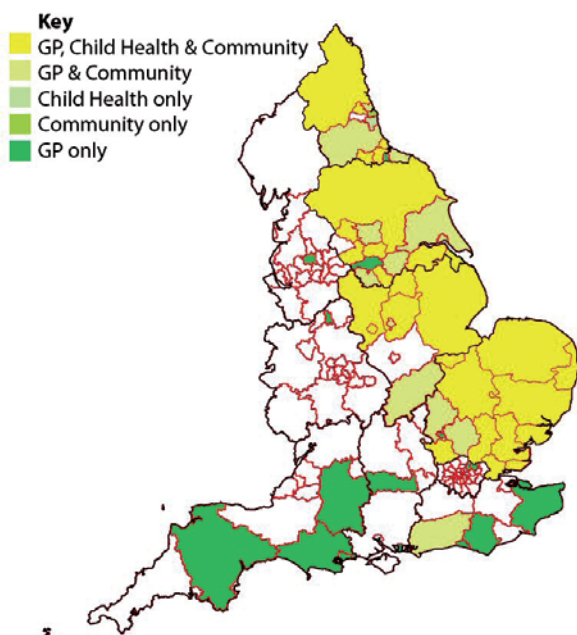 Key
GP, Child Health & Community
GP & Community
Child Health only
Community only
GP only